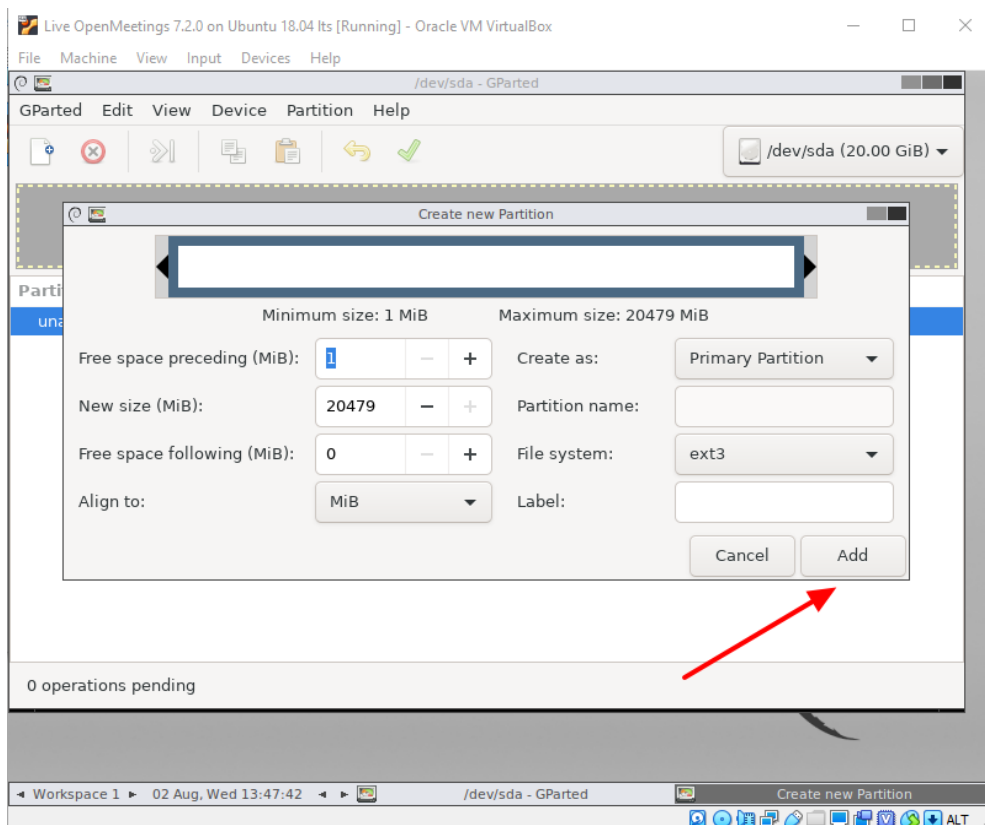 Live OpenMeetings 7.2.0 on Ubuntu 18.04 lts [Running] - Oracle VM VirtualBox
File Machine View Input Devices Help
/dev/sda - GParted
GParted Edit View Device Partition Help
/dev/sda (20.00 GiB)
Create new Partition
Minimum size: 1 MiB Maximum size: 20479 MiB
Parti
una
Free space preceding (MiB): 1 Create as: Primary Partition
New size (MiB): 20479 Partition name:
Free space following (MiB): 0 File system: ext3
Align to: MiB Label:
Cancel Add
0 operations pending
Workspace 1 02 Aug, Wed 13:47:42 /dev/sda - GParted Create new Partition
ALT